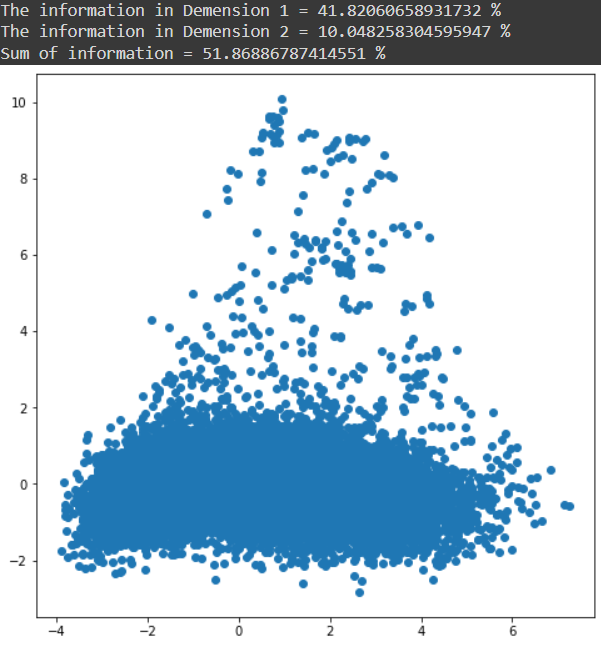 The information in Demension 1 = 41.82060658931732 %
The information in Demension 2 = 10.048258304595947 %
Sum of information = 51.86886787414551 %
10
8
6
4
2
0
−2
−4 −2 0 2 4 6